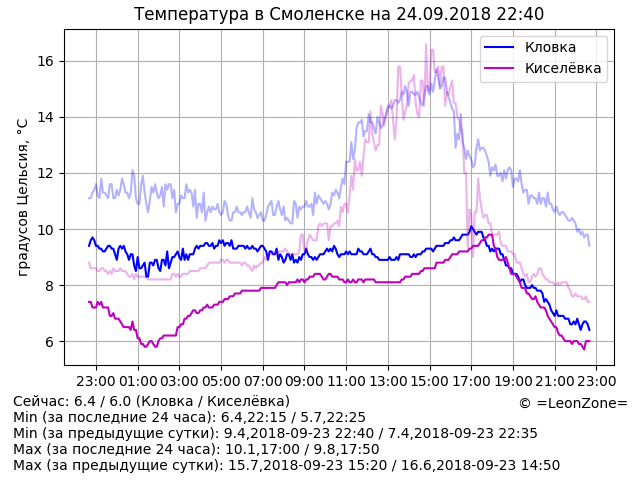 Температура в Смоленске на 24.09.2018 22:40
Кловка
Киселёвка
градусов Цельсия, °C
16
14
12
10
8
6
23:00 01:00 03:00 05:00 07:00 09:00 11:00 13:00 15:00 17:00 19:00 21:00 23:00
Сейчас: 6.4 / 6.0 (Кловка / Киселёвка)
© =LeonZone=
Min (за последние 24 часа): 6.4,22:15 / 5.7,22:25
Min (за предыдущие сутки): 9.4,2018-09-23 22:40 / 7.4,2018-09-23 22:35
Max (за последние 24 часа): 10.1,17:00 / 9.8,17:50
Max (за предыдущие сутки): 15.7,2018-09-23 15:20 / 16.6,2018-09-23 14:50